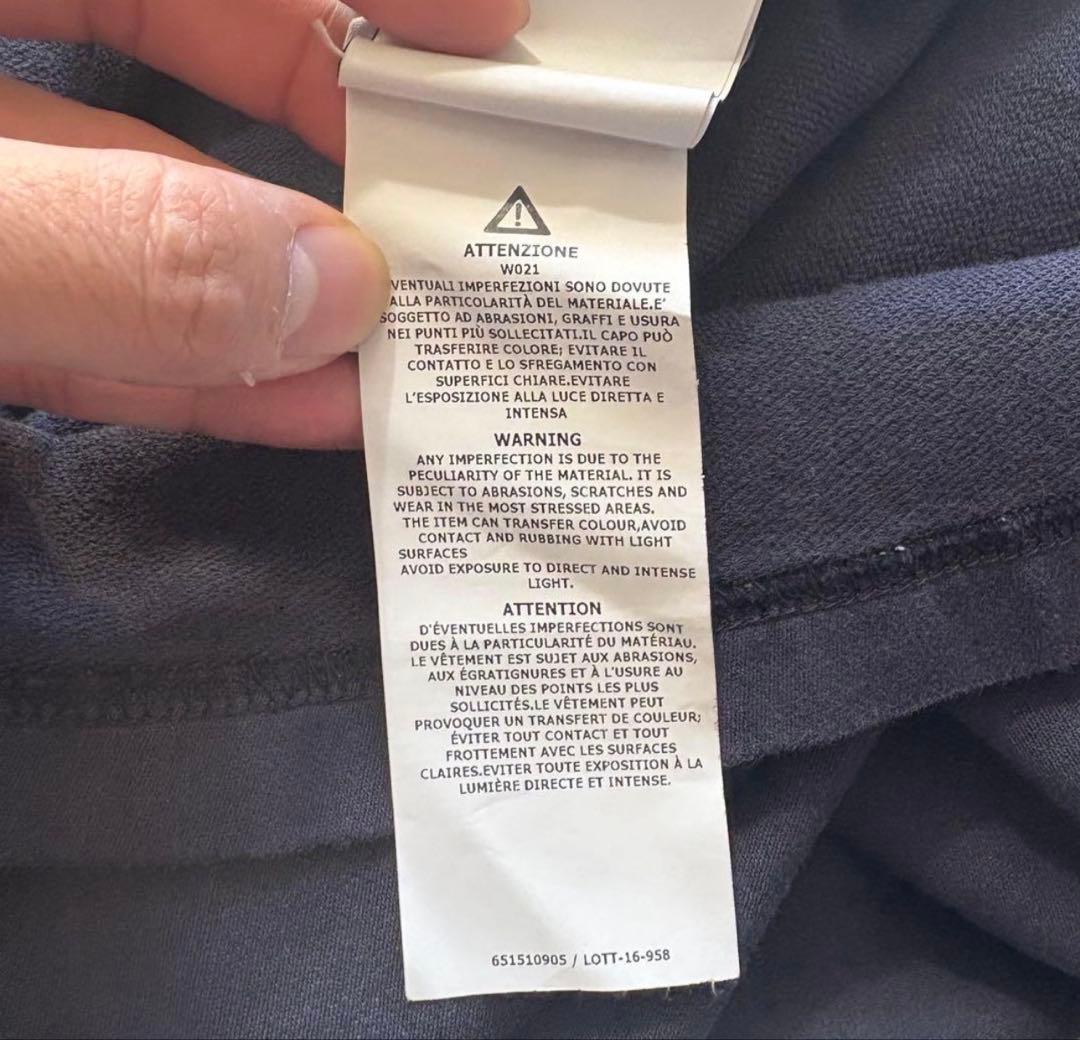 ATTENZIONE
W021
VENTUALI IMPERFEZIONI SONO DOVUTE
ALLA PARTICOLARITÀ DEL MATERIALE.E'
SOGGETTO AD ABRASIONI, GRAFFI E USURA
NEI PUNTI PIÙ SOLLECITATI.IL CAPO PUÒ
TRASFERIRE COLORE; EVITARE IL
CONTATTO E LO SFREGAMENTO CON
SUPERFICI CHIARE.EVITARE
L'ESPOSIZIONE ALLA LUCE DIRETTA E
INTENSA
WARNING
ANY IMPERFECTION IS DUE TO THE
PECULIARITY OF THE MATERIAL. IT IS
SUBJECT TO ABRASIONS, SCRATCHES AND
WEAR IN THE MOST STRESSED AREAS.
THE ITEM CAN TRANSFER COLOUR,AVOID
CONTACT AND RUBBING WITH LIGHT
SURFACES
AVOID EXPOSURE TO DIRECT AND INTENSE
LIGHT.
ATTENTION
D'ÉVENTUELLES IMPERFECTIONS SONT
DUES À LA PARTICULARITÉ DU MATÉRIAU.
LE VÊTEMENT EST SUJET AUX ABRASIONS,
AUX ÉGRATIGNURES ET À L'USURE AU
NIVEAU DES POINTS LES PLUS
SOLLICITÉS.LE VÊTEMENT PEUT
PROVOQUER UN TRANSFERT DE COULEUR;
ÉVITER TOUT CONTACT ET TOUT
FROTTEMENT AVEC LES SURFACES
CLAIRES.EVITER TOUTE EXPOSITION À LA
LUMIÈRE DIRECTE ET INTENSE.
651510905 / LOTT-16-958